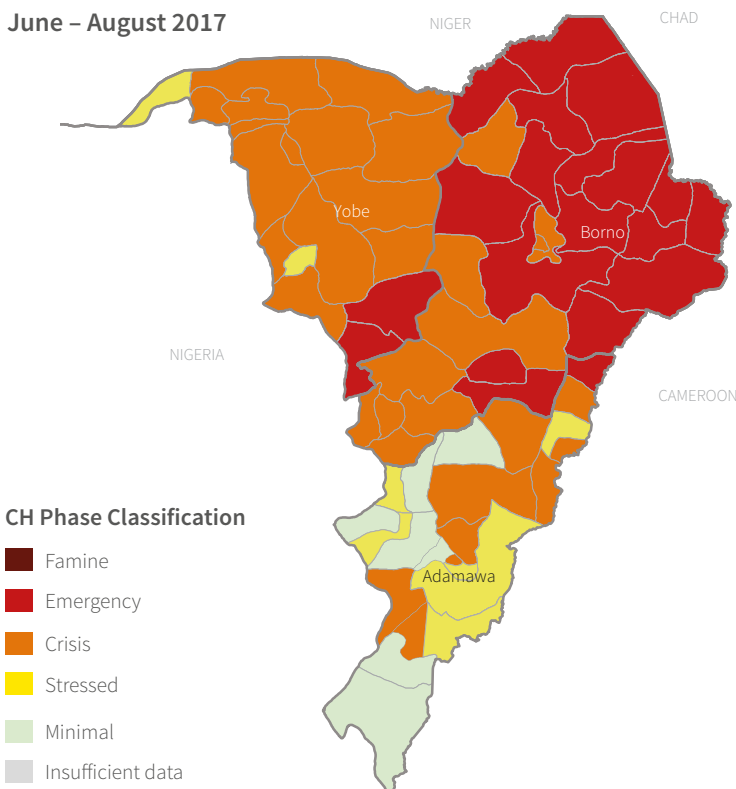 June – August 2017
NIGER
CHAD
Yobe
Borno
NIGERIA
CAMEROON
Adamawa
CH Phase Classification
Famine
Emergency
Crisis
Stressed
Minimal
Insufficient data